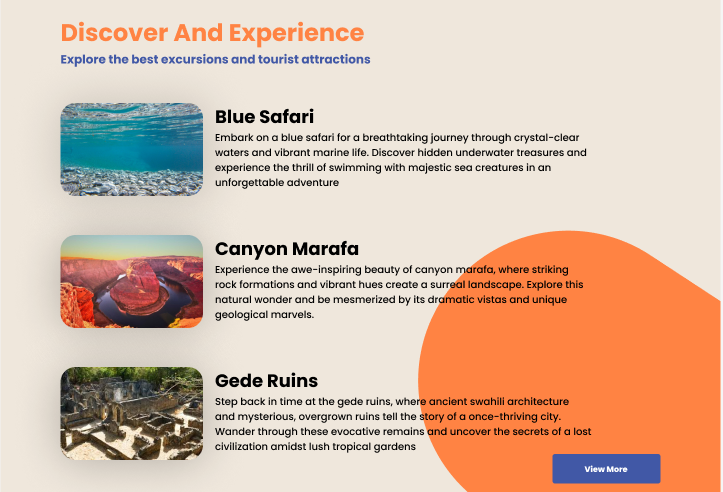 Discover And Experience
Explore the best excursions and tourist attractions
Blue Safari
Embark on a blue safari for a breathtaking journey through crystal-clear
waters and vibrant marine life. Discover hidden underwater treasures and
experience the thrill of swimming with majestic sea creatures in an
unforgettable adventure
Canyon Marafa
Experience the awe-inspiring beauty of canyon marafa, where striking
rock formations and vibrant hues create a surreal landscape. Explore this
natural wonder and be mesmerized by its dramatic vistas and unique
geological marvels.
Gede Ruins
Step back in time at the gede ruins, where ancient swahili architecture
and mysterious, overgrown ruins tell the story of a once-thriving city.
Wander through these evocative remains and uncover the secrets of a lost
civilization amidst lush tropical gardens
View More